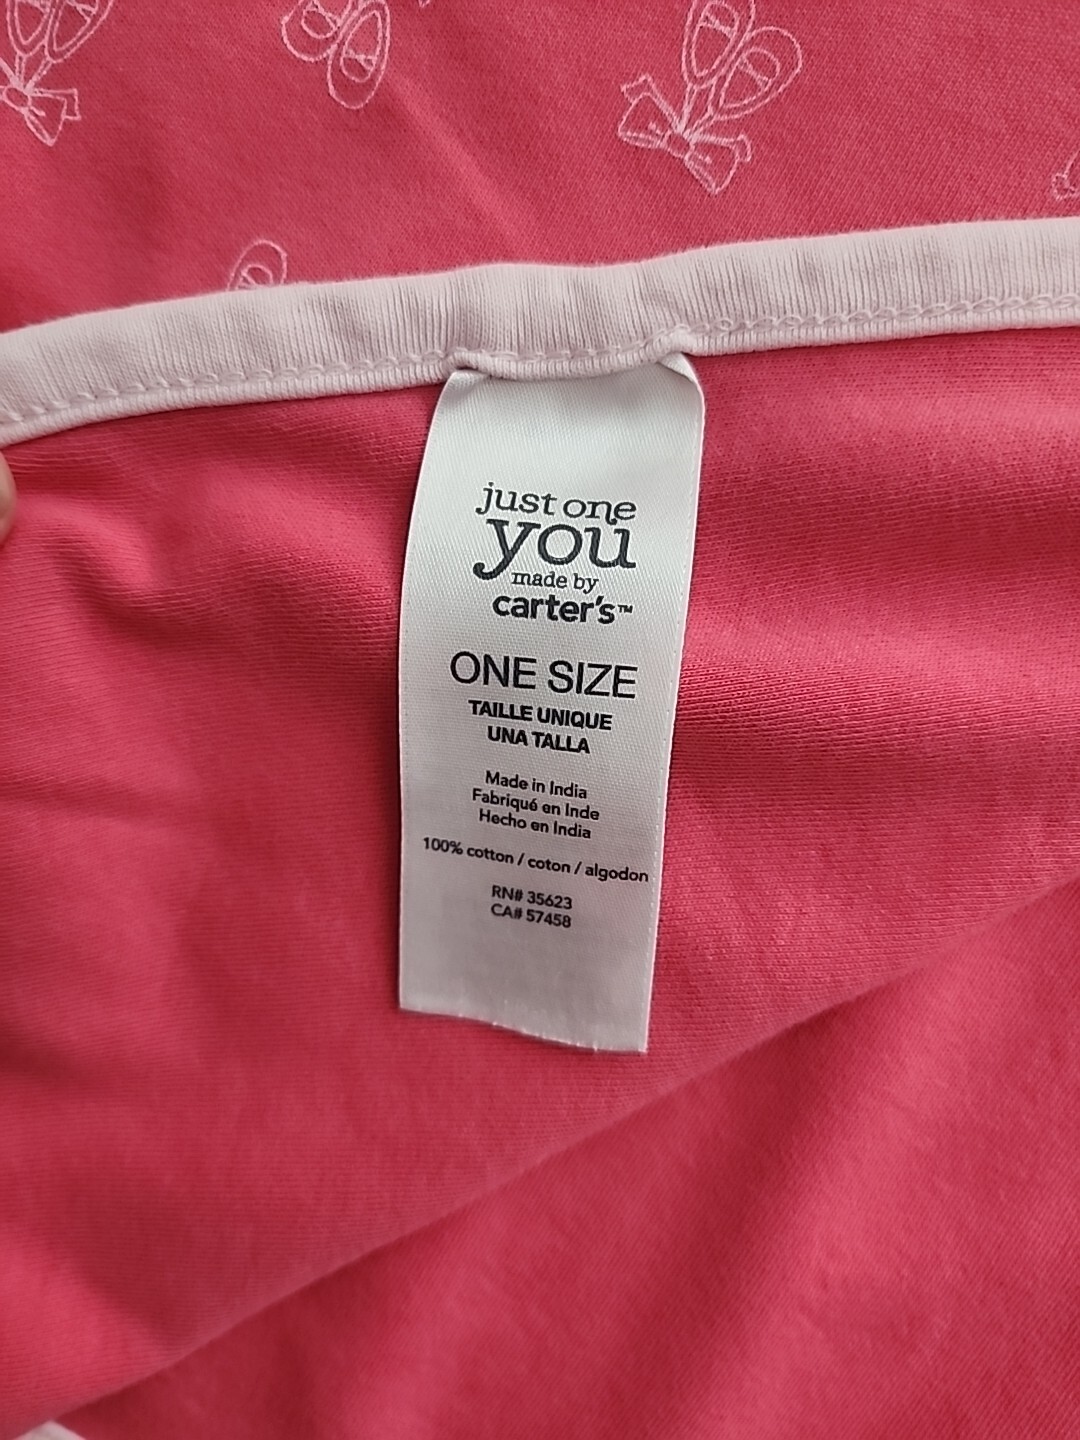 just one
you
made by
carter's™
ONE SIZE
TAILLE UNIQUE
UNA TALLA
Made in India
Fabriqué en Inde
Hecho en India
100% cotton / coton / algodon
RN# 35623
CA# 57458